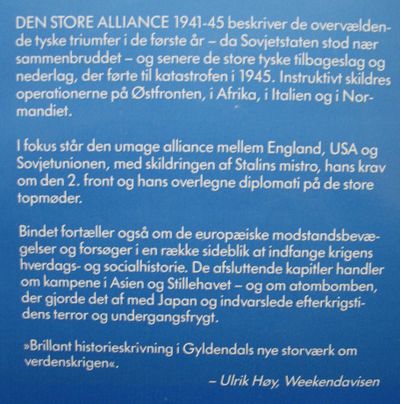 DEN STORE ALLIANCE 1941-45 beskriver de overvælden-
de tyske triumfer i de første år – da Sovjetstaten stod nær
sammenbruddet – og senere de store tyske tilbageslag og
nederlag, der førte til katastrofen i 1945. Instruktivt skildres
operationerne på Østfronten, i Afrika, i Italien og i Nor-
mandiet.
I fokus står den umage alliance mellem England, USA og
Sovjetunionen, med skildringen af Stalins mistro, hans krav
om den 2. front og hans overlegne diplomati på de store
topmøder.
Bindet fortæller også om de europæiske modstandsbevæ-
gelser og forsøger i en række sideblik at indfange krigens
hverdags- og socialhistorie. De afsluttende kapitler handler
om kampene i Asien og Stillehavet – og om atombomben,
der gjorde det af med Japan og indvarslede efterkrigsti-
dens terror og undergangsfrygt.
»Brillant historieskrivning i Gyldendals nye storværk om
verdenskrigen«.
– Ulrik Høy, Weekendavisen